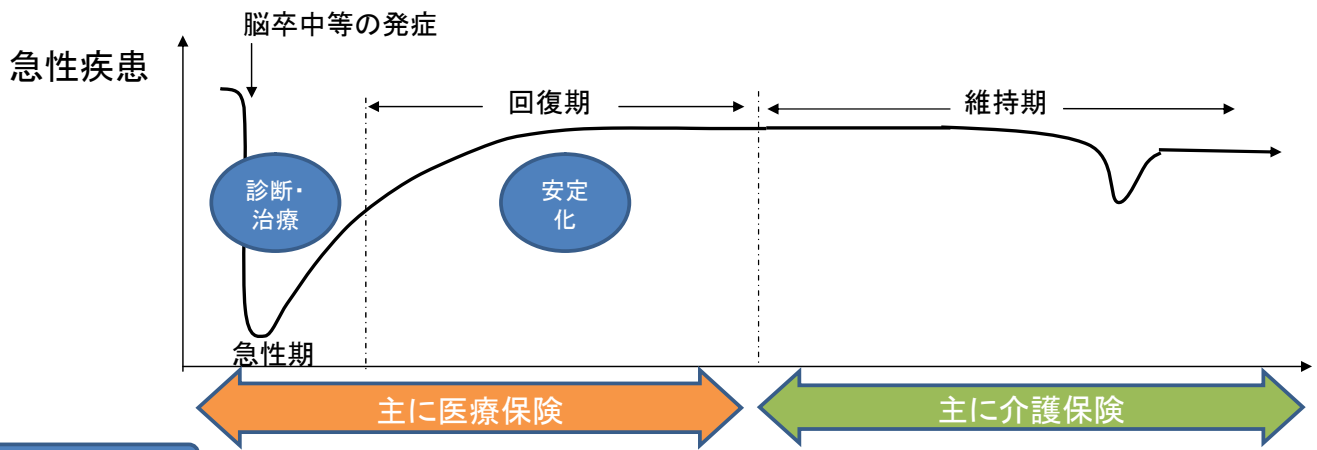 脳卒中等の発症
急性疾患
回復期
維持期
診断・
治療
安定
化
急性期
主に医療保険
主に介護保険